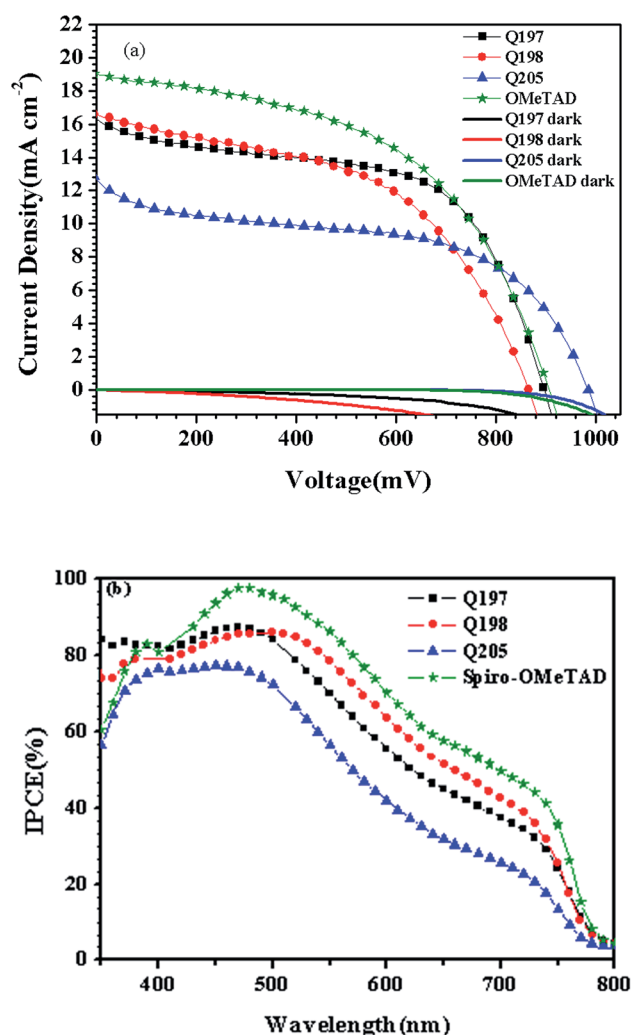 (a)
Q197
Q198
Q205
OMeTAD
Q197 dark
Q198 dark
Q205 dark
OMeTAD dark
22
20
18
16
14
12
10
8
6
4
2
0
Current Density(mA cm⁻²)
0 200 400 600 800 1000
Voltage(mV)
(b)
Q197
Q198
Q205
Spiro-OMeTAD
100
80
60
40
20
0
IPCE(%)
400 500 600 700 800
Wavelength(nm)